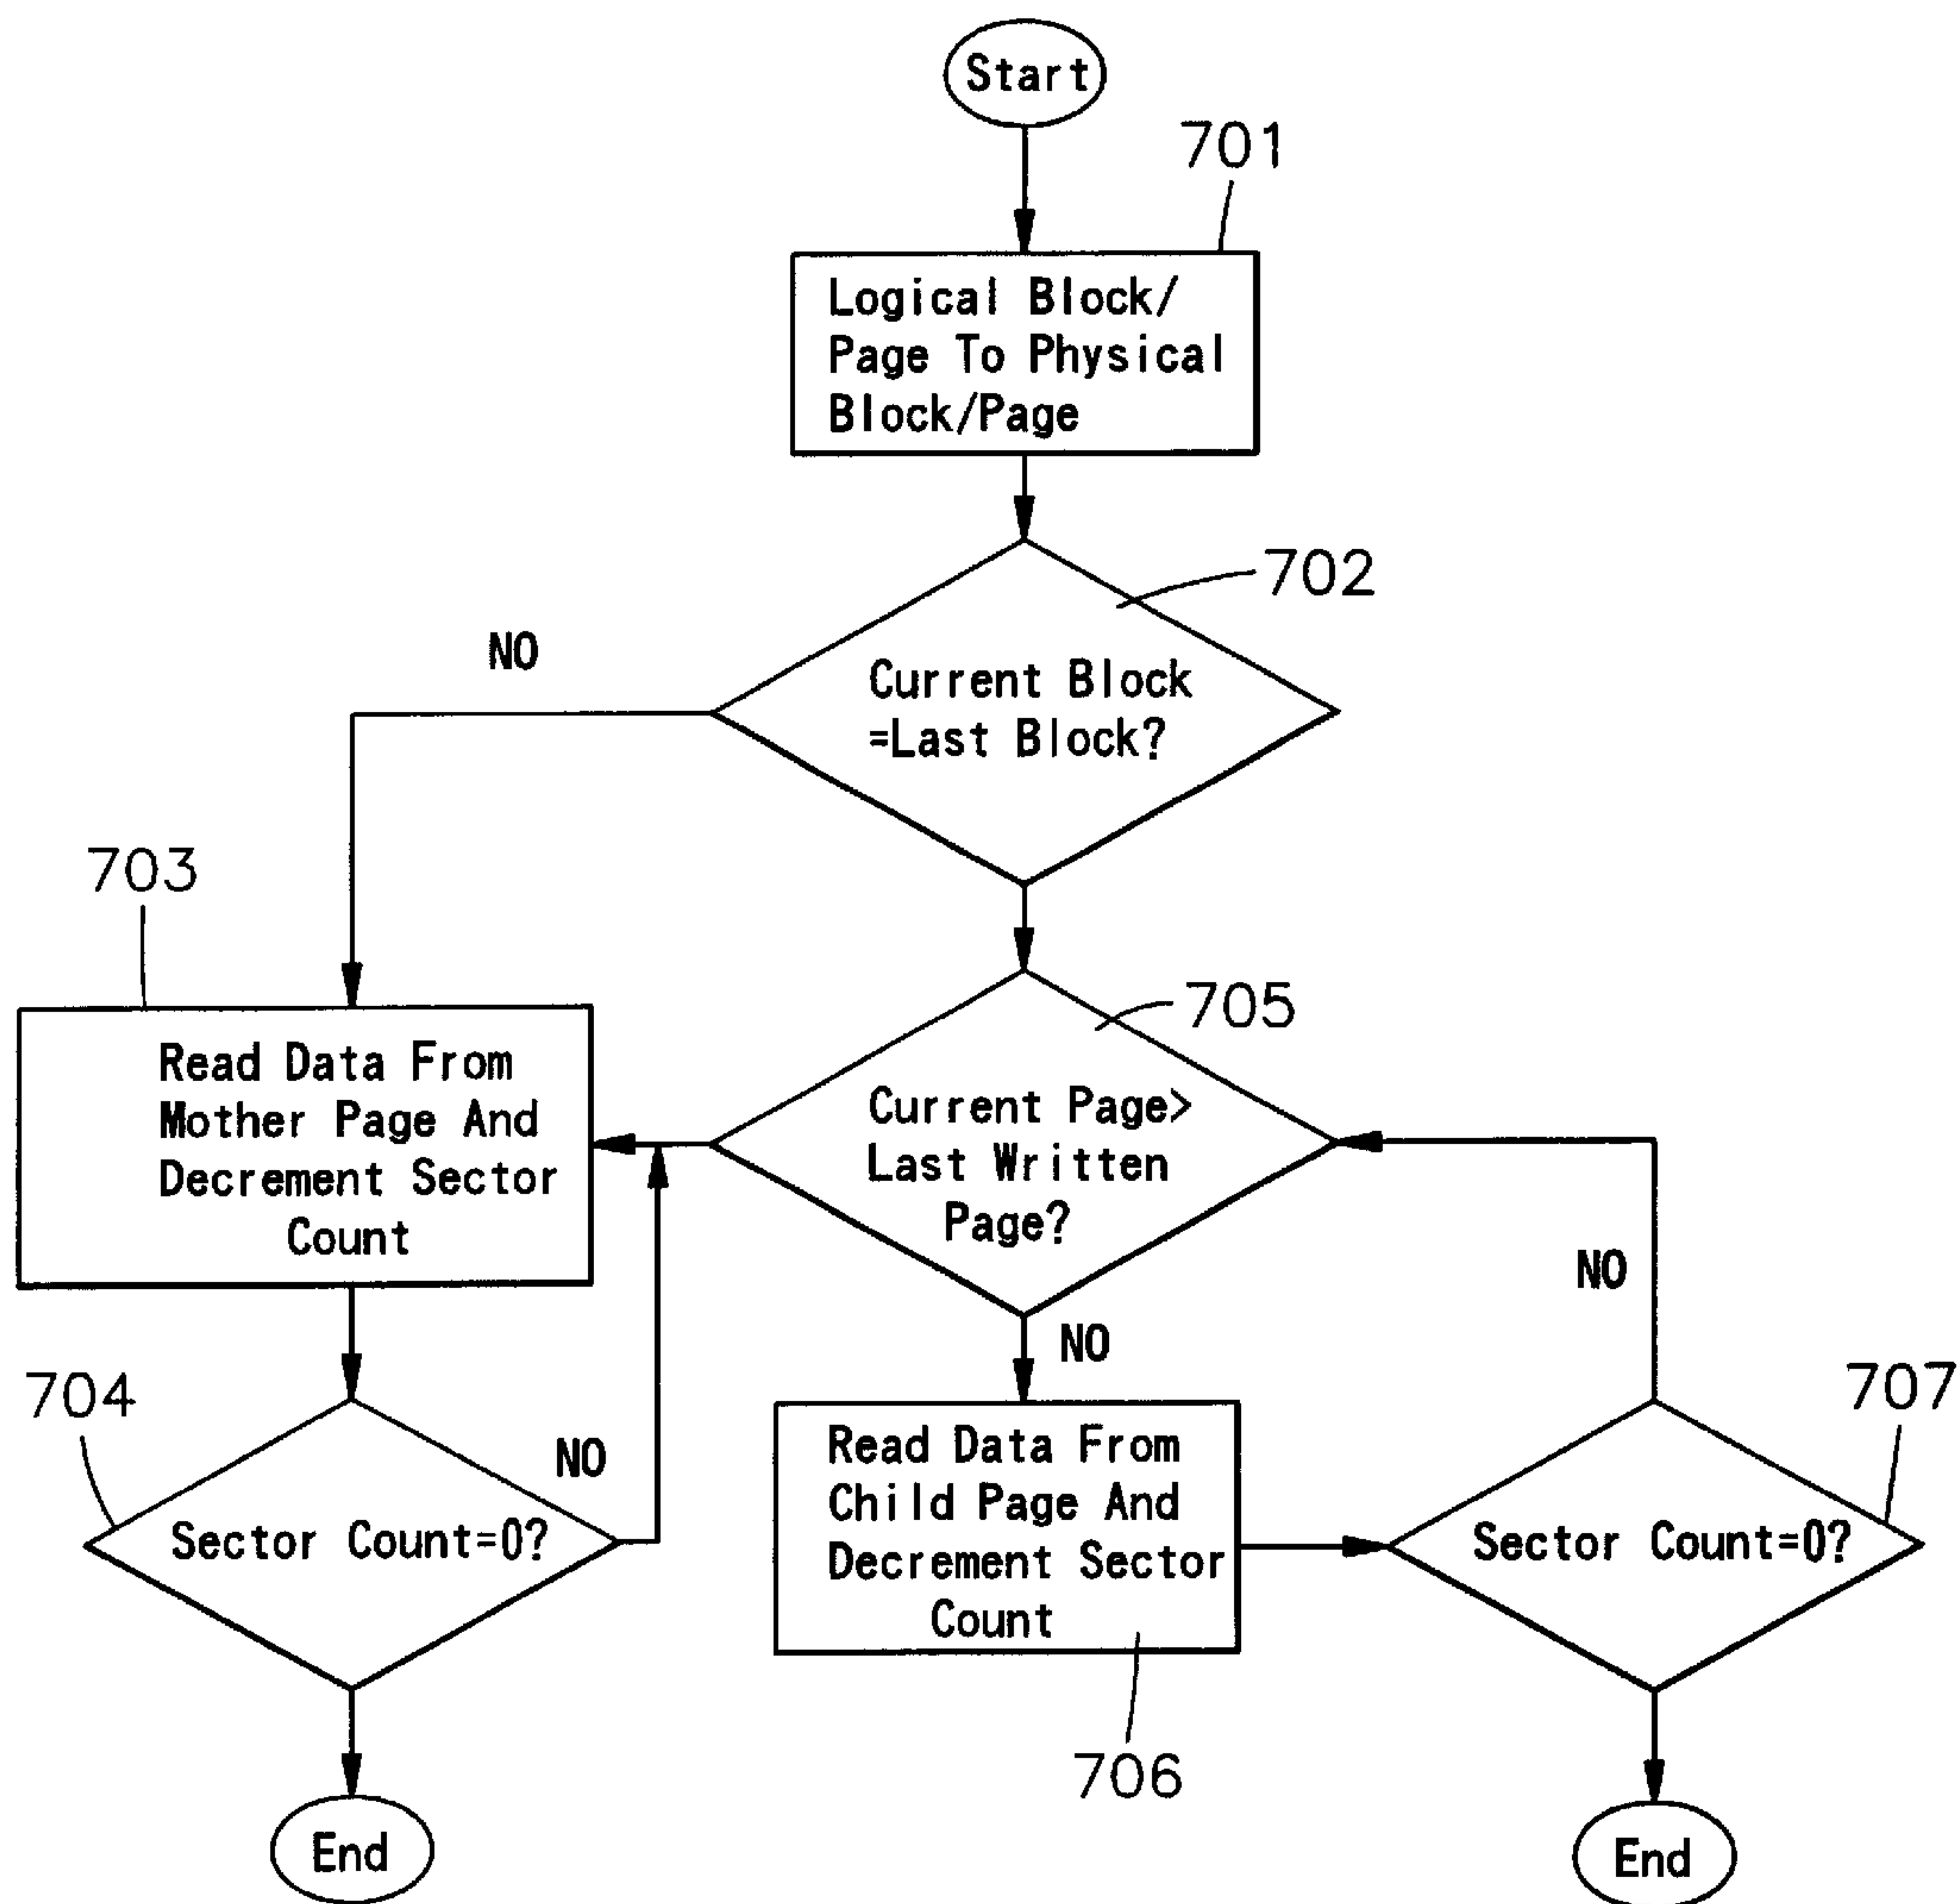 Start
701
Logical Block/
Page To Physical
Block/Page
702
NO
Current Block
=Last Block?
703
Read Data From
Mother Page And
Decrement Sector
Count
705
Current Page>
Last Written
Page?
NO
NO
704
NO
Sector Count=0?
Read Data From
Child Page And
Decrement Sector
Count
706
707
Sector Count=0?
End
End